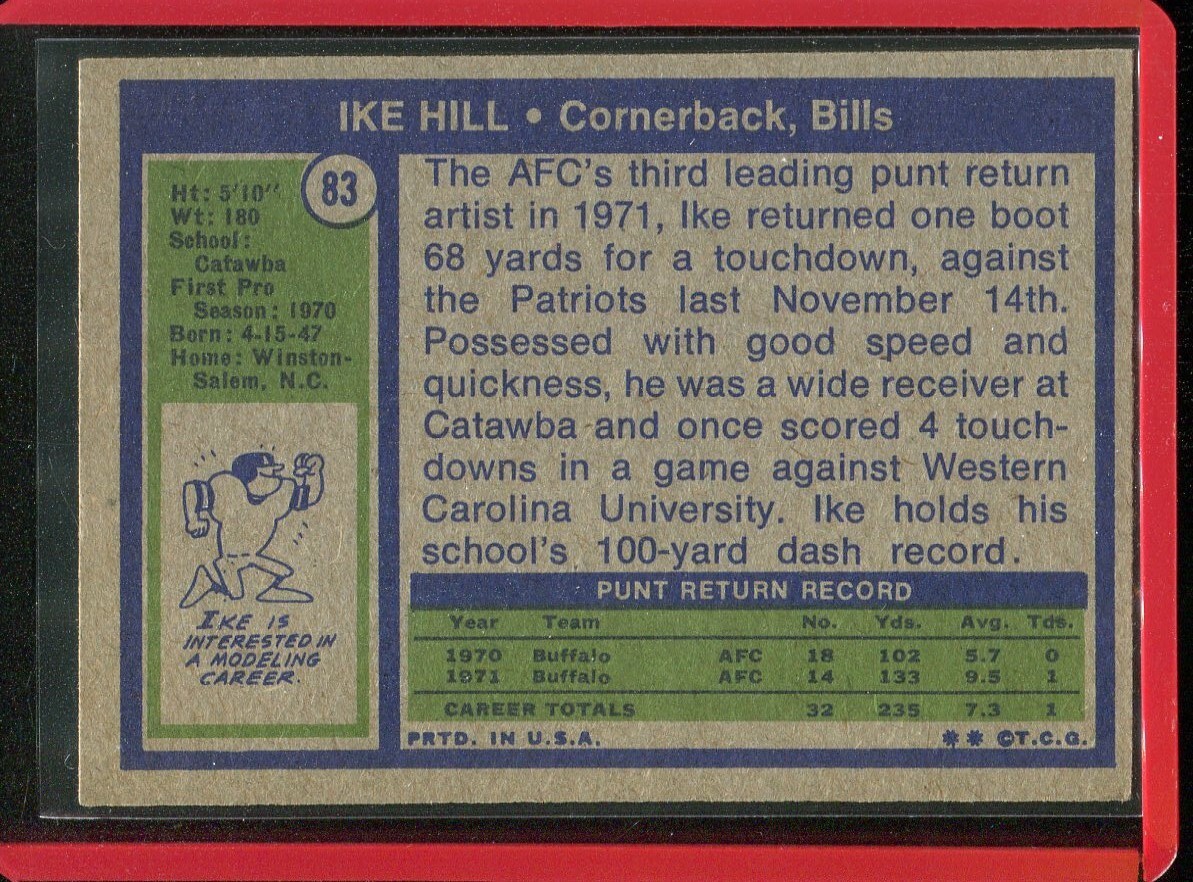 IKE HILL • Cornerback, Bills
83
Ht: 5'10"
Wt: 180
School:
Catawba
First Pro
Season: 1970
Born: 4-15-47
Home: Winston-
Salem, N.C.
IKE IS
INTERESTED IN
A MODELING
CAREER.
The AFC's third leading punt return
artist in 1971, Ike returned one boot
68 yards for a touchdown, against
the Patriots last November 14th.
Possessed with good speed and
quickness, he was a wide receiver at
Catawba and once scored 4 touch-
downs in a game against Western
Carolina University. Ike holds his
school's 100-yard dash record.
PUNT RETURN RECORD
Year Team No. Yds. Avg. Tds.
1970 Buffalo AFC 18 102 5.7 0
1971 Buffalo AFC 14 133 9.5 1
CAREER TOTALS 32 235 7.3 1
PRTD. IN U.S.A. ** ©T.C.G.